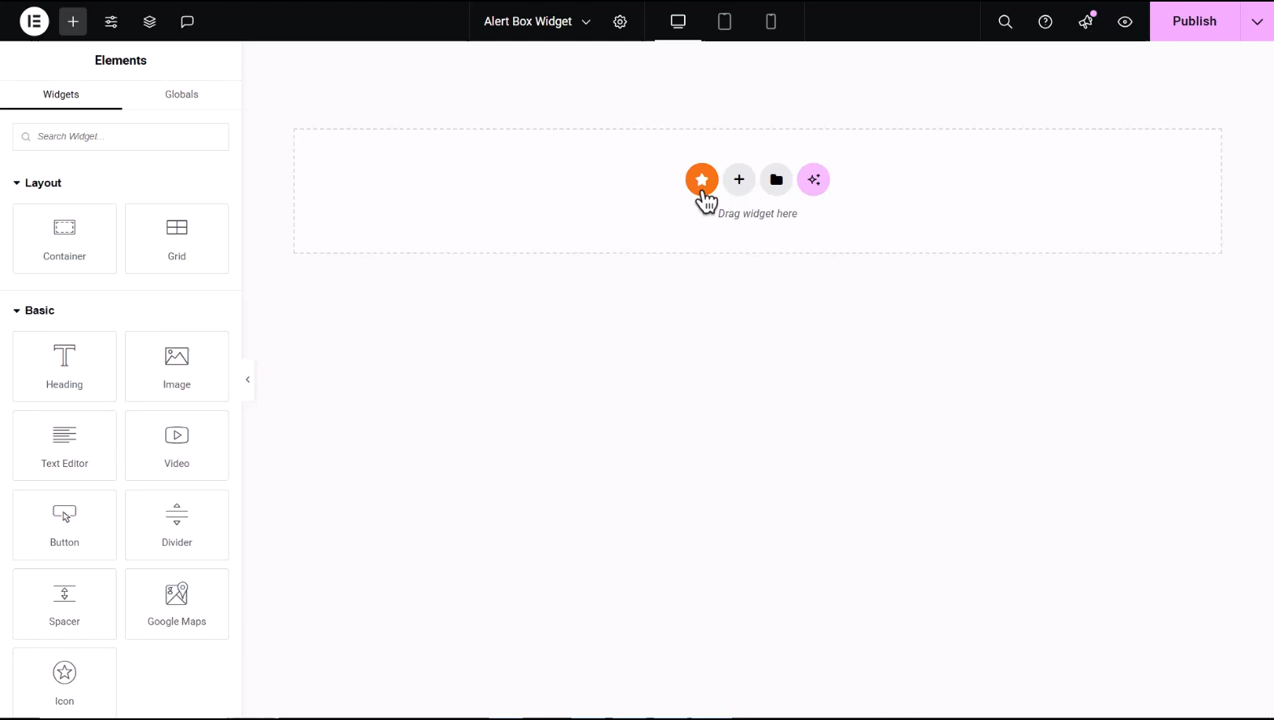 Alert Box Widget
Publish
Elements
Widgets
Globals
Search Widget...
Layout
Container
Grid
Basic
Heading
Image
Text Editor
Video
Button
Divider
Spacer
Google Maps
Icon
Drag widget here